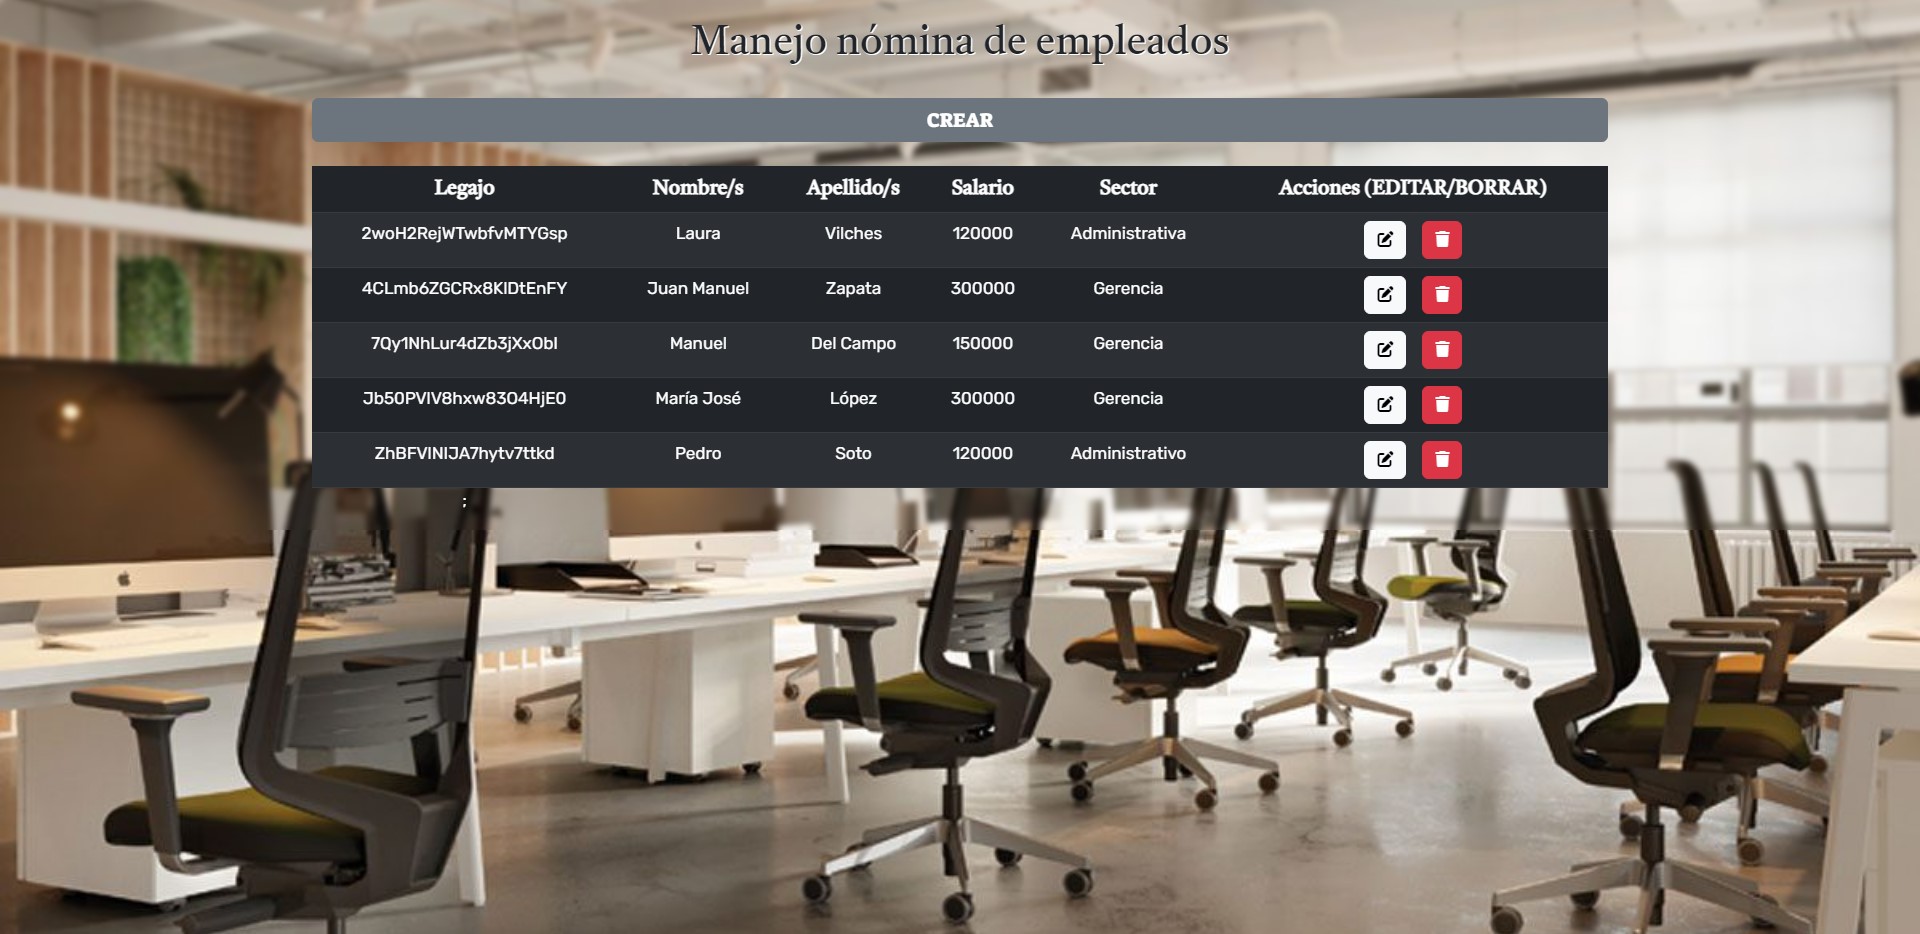 Manejo nómina de empleados
CREAR
Legajo Nombre/s Apellido/s Salario Sector Acciones (EDITAR/BORRAR)
2woH2RejWTwbfvMTYGsp Laura Vilches 120000 Administrativa
4CLmb6ZGCRx8KIDtEnFY Juan Manuel Zapata 300000 Gerencia
7Qy1NhLur4dZb3jXxObI Manuel Del Campo 150000 Gerencia
Jb50PVIV8hxw83O4HjE0 María José López 300000 Gerencia
ZhBFVINIJA7hytv7ttkd Pedro Soto 120000 Administrativo
;